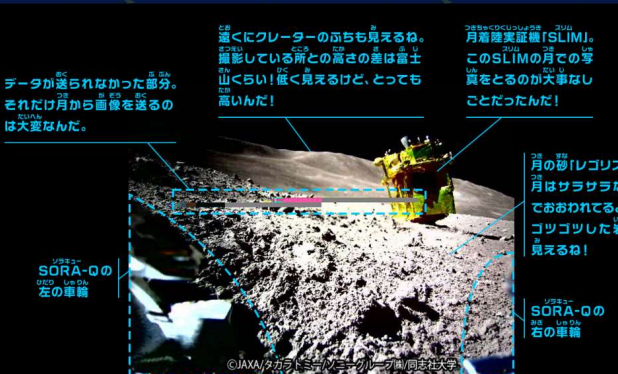 データが送られなかった部分。
それだけ月から画像を送るの
は大変なんだ。
遠くにクレーターのふちも見えるね。
撮影している所との高さの差は富士
山くらい！低く見えるけど、とっても
高いんだ！
月着陸実証機「SLIM」。
このSLIMの月での写
真をとるのが大事なし
ごとだったんだ！
月の砂「レゴリス
月はサラサラた
でおおわれてる。
ゴツゴツした岩
見えるね！
SORA-Qの
左の車輪
SORA-Qの
右の車輪
©JAXA/タカラトミー/ソニーグループ㈱/同志社大学